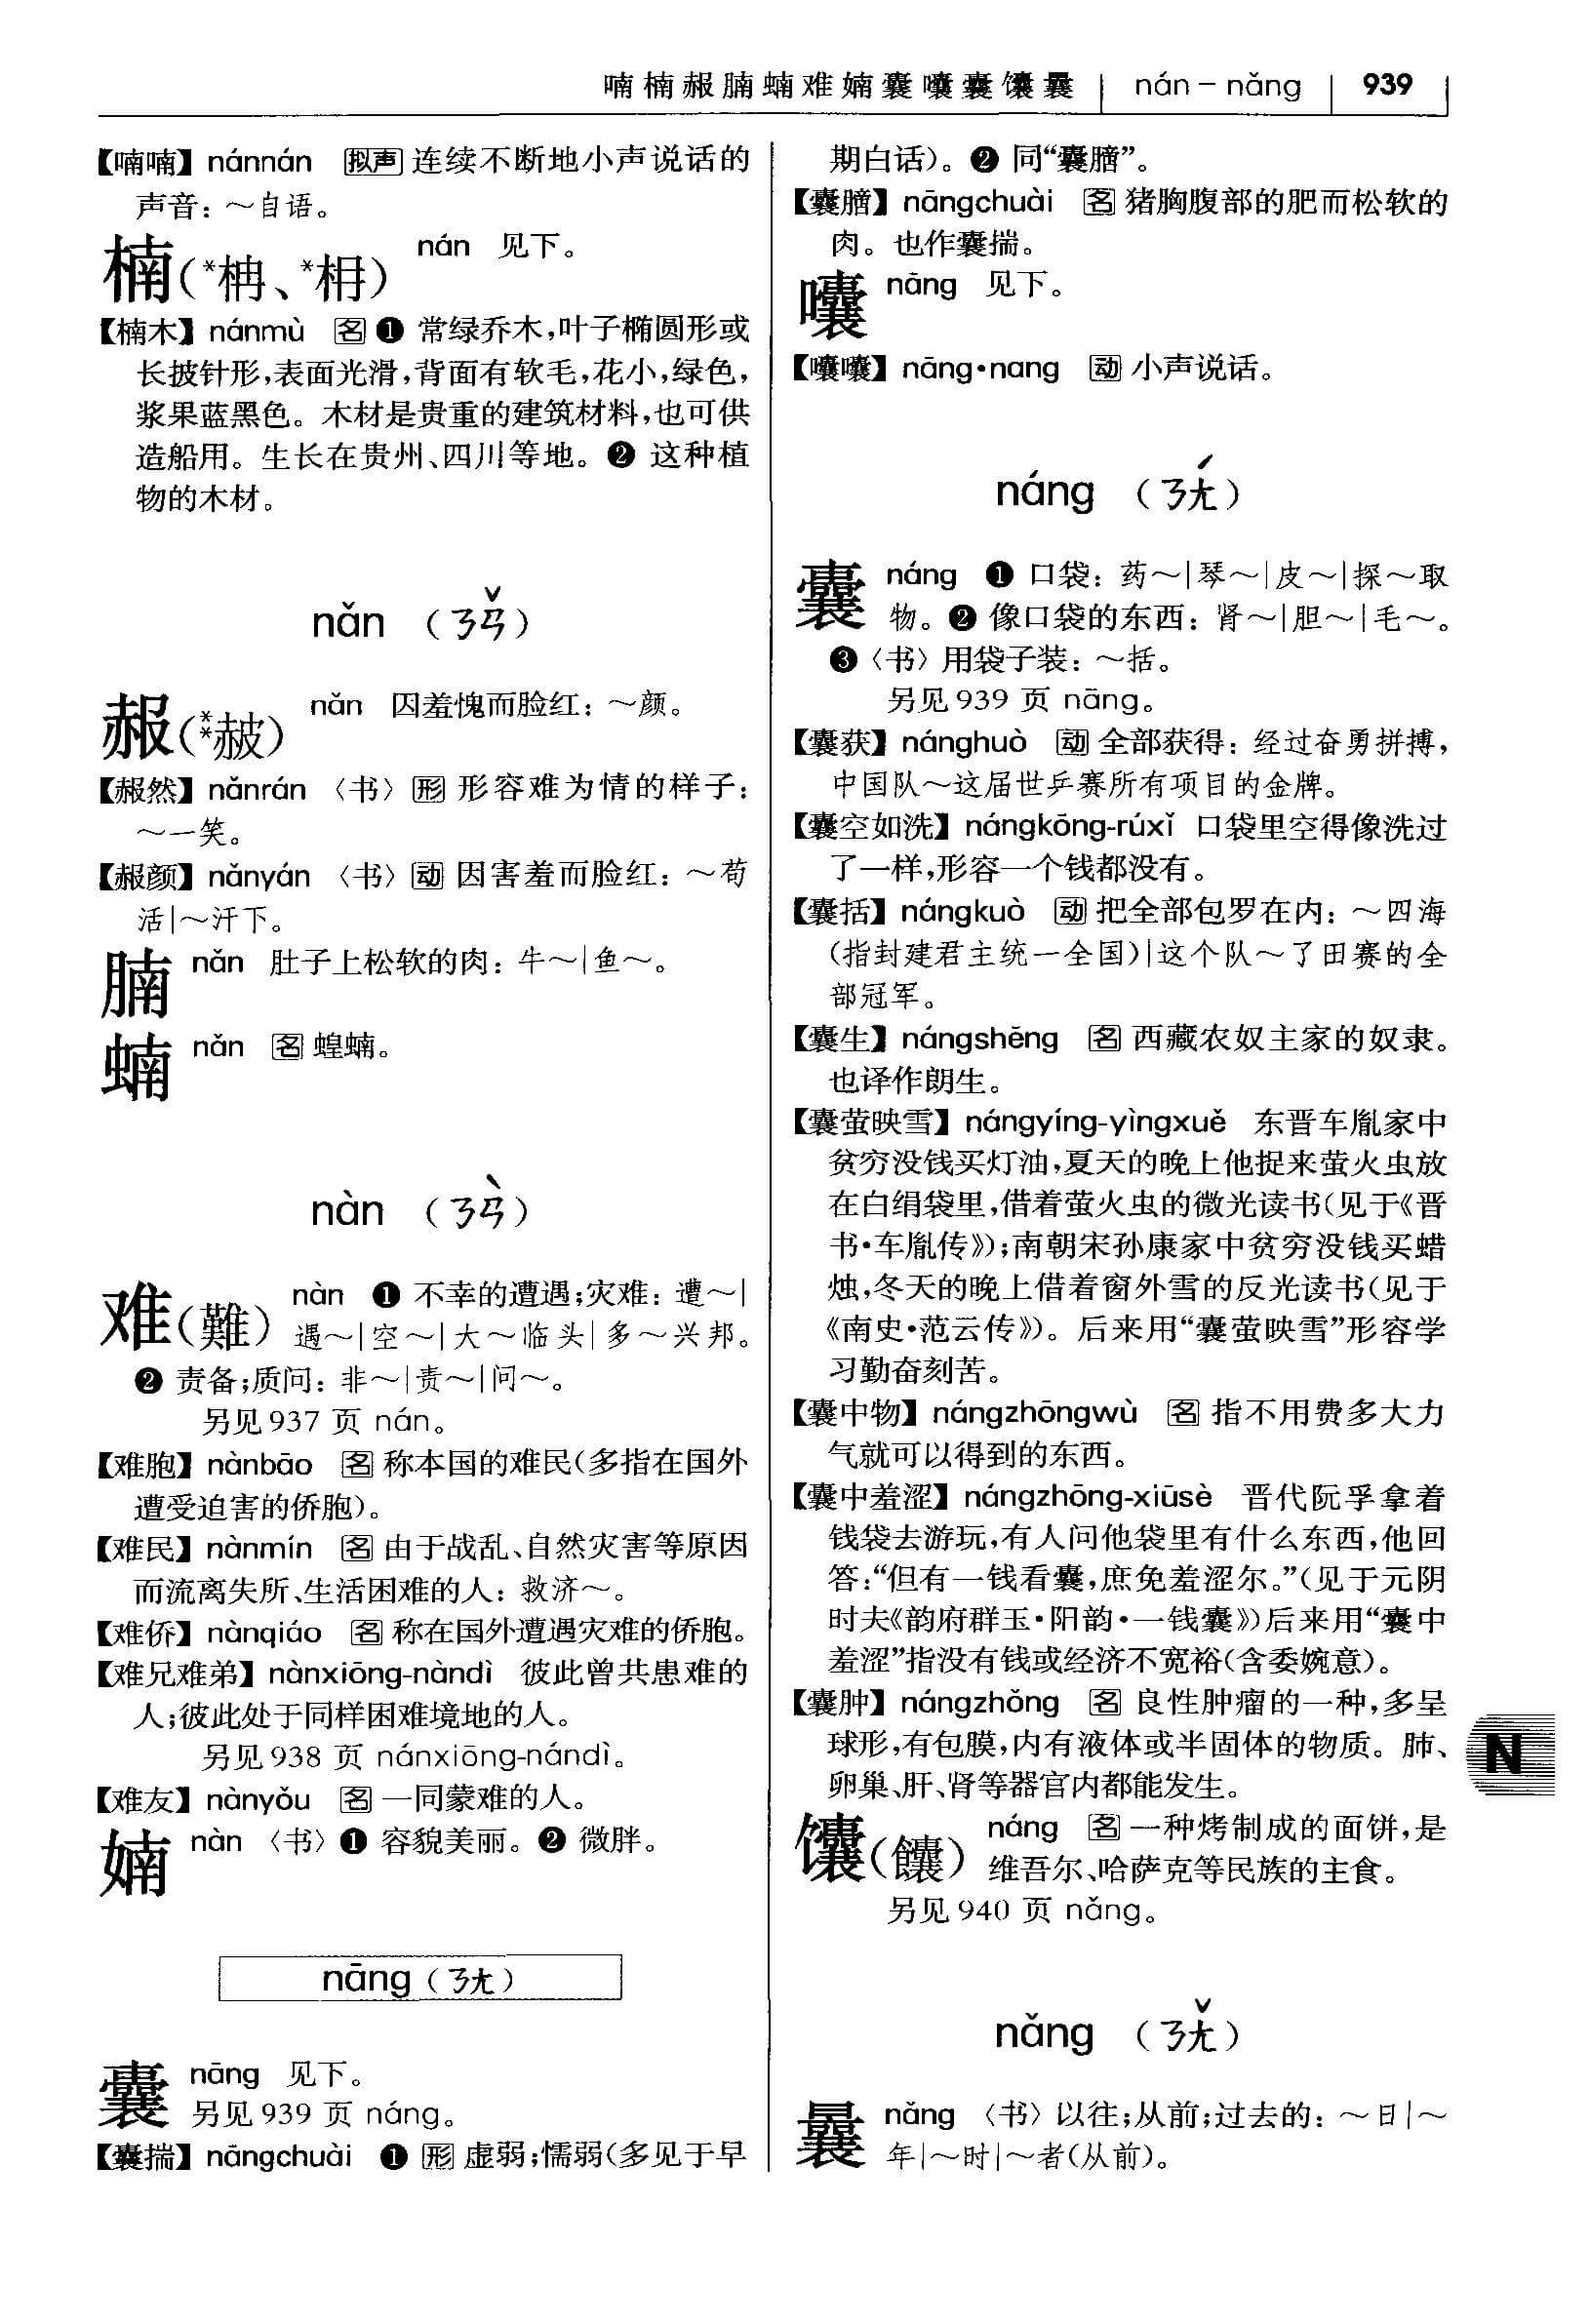 喃楠赧腩蝻难婻囊囔囊馕曩 nán－nǎng 939
【喃喃】 nánnán 拟声 连续不断地小声说话的
声音：～自语。
楠(*枏、*柟) nán 见下。
【楠木】 nánmù 名 ❶ 常绿乔木，叶子椭圆形或
长披针形，表面光滑，背面有软毛，花小，绿色，
浆果蓝黑色。木材是贵重的建筑材料，也可供
造船用。生长在贵州、四川等地。❷ 这种植
物的木材。
nǎn （ㄋㄢˇ）
赧(**赦) nǎn 因羞愧而脸红：～颜。
【赧然】 nǎnrán 〈书〉 形 形容难为情的样子：
～一笑。
【赧颜】 nǎnyán 〈书〉 动 因害羞而脸红：～苟
活|～汗下。
腩 nǎn 肚子上松软的肉：牛～|鱼～。
蝻 nǎn 名 蝗蝻。
nàn （ㄋㄢˋ）
难(難) nàn ❶ 不幸的遭遇；灾难：遭～|
遇～|空～|大～临头|多～兴邦。
❷ 责备；质问：非～|责～|问～。
另见937 页 nán。
【难胞】 nànbāo 名 称本国的难民（多指在国外
遭受迫害的侨胞）。
【难民】 nànmín 名 由于战乱、自然灾害等原因
而流离失所、生活困难的人：救济～。
【难侨】 nànqiáo 名 称在国外遭遇灾难的侨胞。
【难兄难弟】 nànxiōng-nàndì 彼此曾共患难的
人；彼此处于同样困难境地的人。
另见938 页 nánxiōng-nándì。
【难友】 nànyǒu 名 一同蒙难的人。
婻 nàn 〈书〉❶ 容貌美丽。❷ 微胖。
nāng（ㄋㄤ）
囊 nāng 见下。
另见939 页 náng。
【囊揣】 nāngchuài ❶ 形 虚弱；懦弱（多见于早
期白话）。❷ 同“囊膪”。
【囊膪】 nāngchuài 名 猪胸腹部的肥而松软的
肉。也作囊揣。
囔 nāng 见下。
【囔囔】 nāng•nang 动 小声说话。
náng （ㄋㄤˊ）
囊 náng ❶ 口袋：药～|琴～|皮～|探～取
物。❷ 像口袋的东西：肾～|胆～|毛～。
❸〈书〉用袋子装：～括。
另见939 页 nāng。
【囊获】 nánghuò 动 全部获得：经过奋勇拼搏，
中国队～这届世乒赛所有项目的金牌。
【囊空如洗】 nángkōng-rúxǐ 口袋里空得像洗过
了一样，形容一个钱都没有。
【囊括】 nángkuò 动 把全部包罗在内：～四海
（指封建君主统一全国）|这个队～了田赛的全
部冠军。
【囊生】 nángshēng 名 西藏农奴主家的奴隶。
也译作朗生。
【囊萤映雪】 nángyíng-yìngxuě 东晋车胤家中
贫穷没钱买灯油，夏天的晚上他捉来萤火虫放
在白绢袋里，借着萤火虫的微光读书（见于《晋
书•车胤传》）；南朝宋孙康家中贫穷没钱买蜡
烛，冬天的晚上借着窗外雪的反光读书（见于
《南史•范云传》）。后来用“囊萤映雪”形容学
习勤奋刻苦。
【囊中物】 nángzhōngwù 名 指不用费多大力
气就可以得到的东西。
【囊中羞涩】 nángzhōng-xiūsè 晋代阮孚拿着
钱袋去游玩，有人问他袋里有什么东西，他回
答：“但有一钱看囊，庶免羞涩尔。”（见于元阴
时夫《韵府群玉•阳韵•一钱囊》）后来用“囊中
羞涩”指没有钱或经济不宽裕（含委婉意）。
【囊肿】 nángzhǒng 名 良性肿瘤的一种，多呈
球形，有包膜，内有液体或半固体的物质。肺、
卵巢、肝、肾等器官内都能发生。
馕(饢) náng 名 一种烤制成的面饼，是
维吾尔、哈萨克等民族的主食。
另见940 页 nǎng。
nǎng （ㄋㄤˇ）
曩 nǎng 〈书〉以往；从前；过去的：～日|～
年|～时|～者（从前）。
N